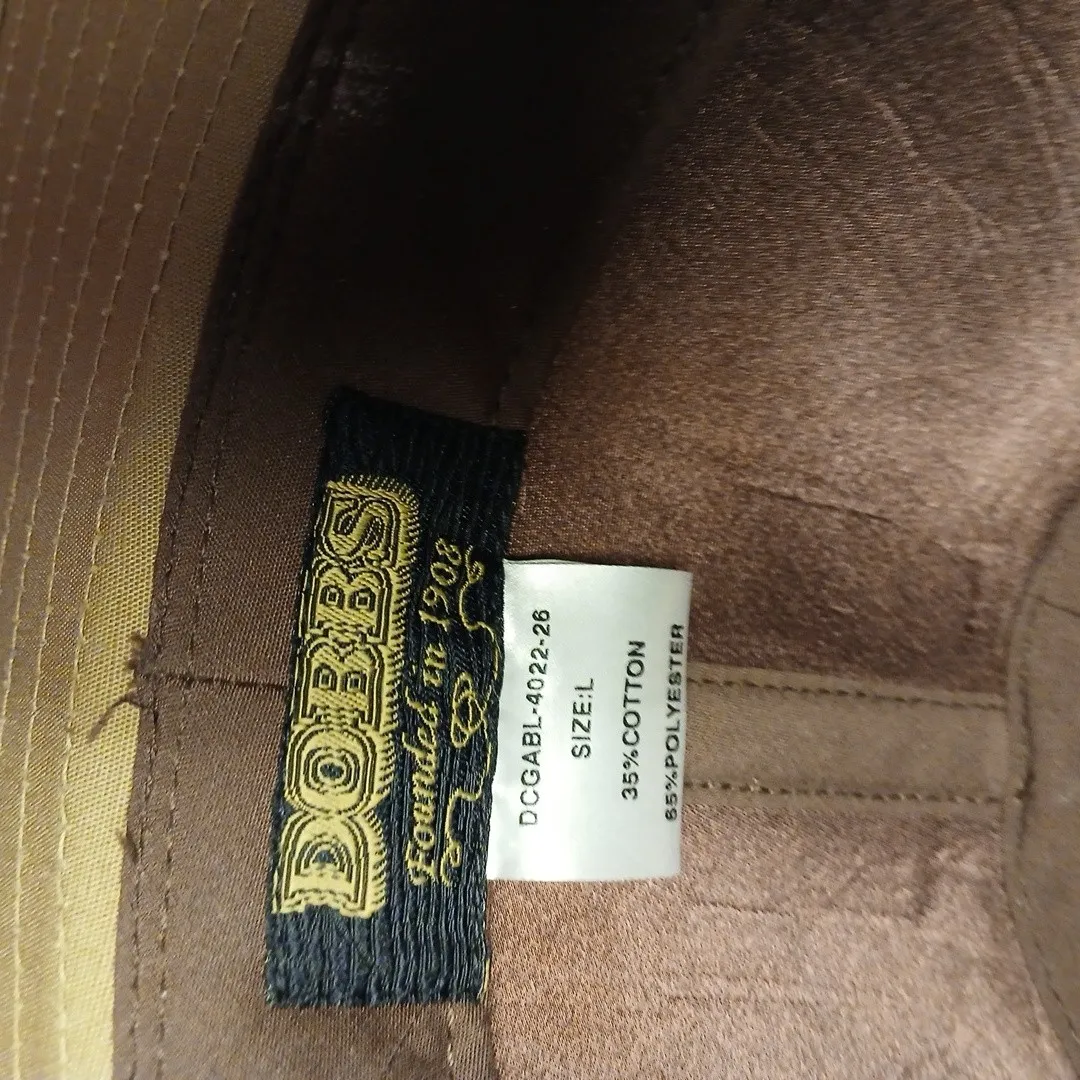 DOBBS
Founded in 1908
DCGABL-4022-26
SIZE:L
35%COTTON
65%POLYESTER